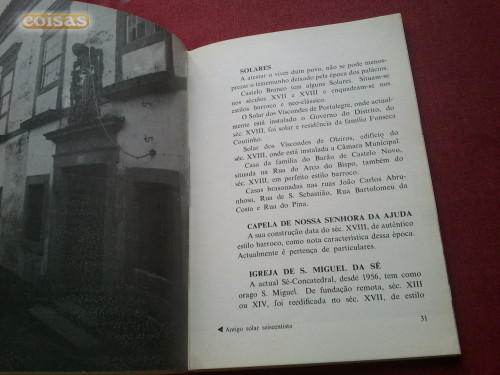 coisas
SOLARES
A atestar o viver dum povo, não se pode menos-
prezar o testemunho deixado pela época dos palácios.
Castelo Branco tem alguns Solares. Situam-se
nos séculos XVII e XVIII e enquadram-se nos
estilos barroco e neo-clássico.
O Solar dos Viscondes de Portalegre, onde actual-
mente está instalado o Governo do Distrito, do
séc. XVIII, foi solar e residência da família Fonseca
Coutinho.
Solar dos Viscondes de Oleiros, edifício do
séc. XVIII, onde está instalada a Câmara Municipal.
Casa da família do Barão de Castelo Novo,
situada na Rua do Arco do Bispo, também do
séc. XVIII, em perfeito estilo barroco.
Casas brasonadas nas ruas João Carlos Abru-
nhosa, Rua de S. Sebastião, Rua Bartolomeu da
Costa e Rua do Pina.
CAPELA DE NOSSA SENHORA DA AJUDA
A sua construção data do séc. XVIII, de autêntico
estilo barroco, como nota característica dessa época.
Actualmente é pertença de particulares.
IGREJA DE S. MIGUEL DA SÉ
A actual Sé-Concatedral, desde 1956, tem como
orago S. Miguel. De fundação remota, séc. XIII
ou XIV, foi reedificada no séc. XVII, de estilo
31
◄ Antigo solar seiscentista